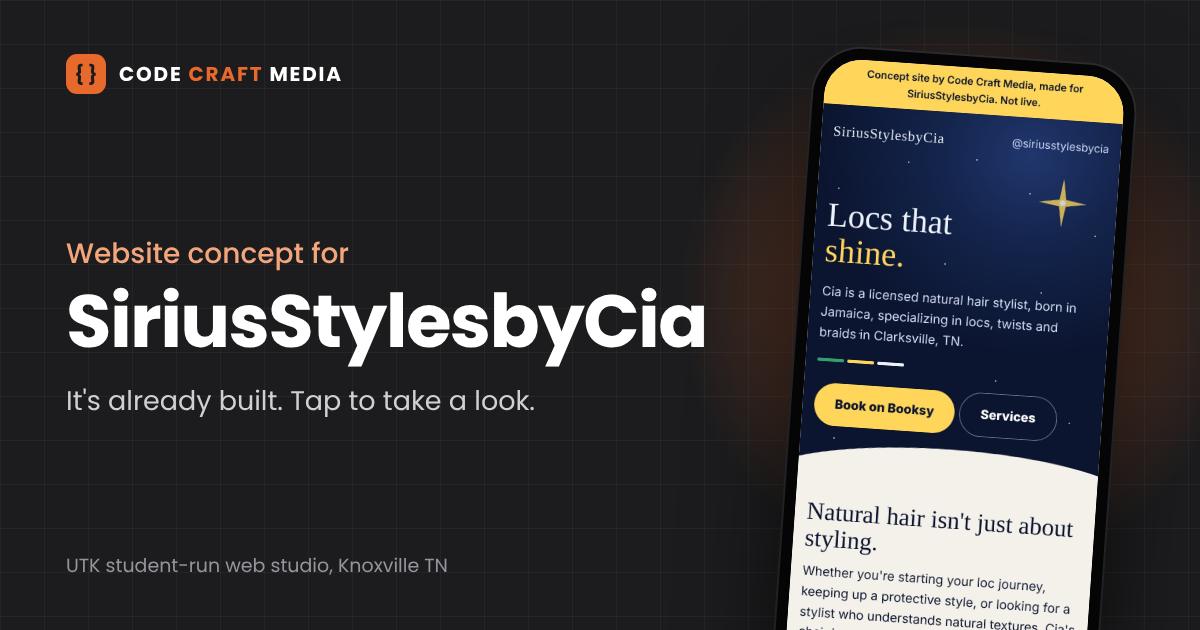 { } CODE CRAFT MEDIA
Website concept for
SiriusStylesbyCia
It's already built. Tap to take a look.
UTK student-run web studio, Knoxville TN
Concept site by Code Craft Media, made for
SiriusStylesbyCia. Not live.
SiriusStylesbyCia
@siriusstylesbycia
Locs that
shine.
Cia is a licensed natural hair stylist, born in
Jamaica, specializing in locs, twists and
braids in Clarksville, TN.
Book on Booksy
Services
Natural hair isn't just about
styling.
Whether you're starting your loc journey,
keeping up a protective style, or looking for a
stylist who understands natural textures, Cia's